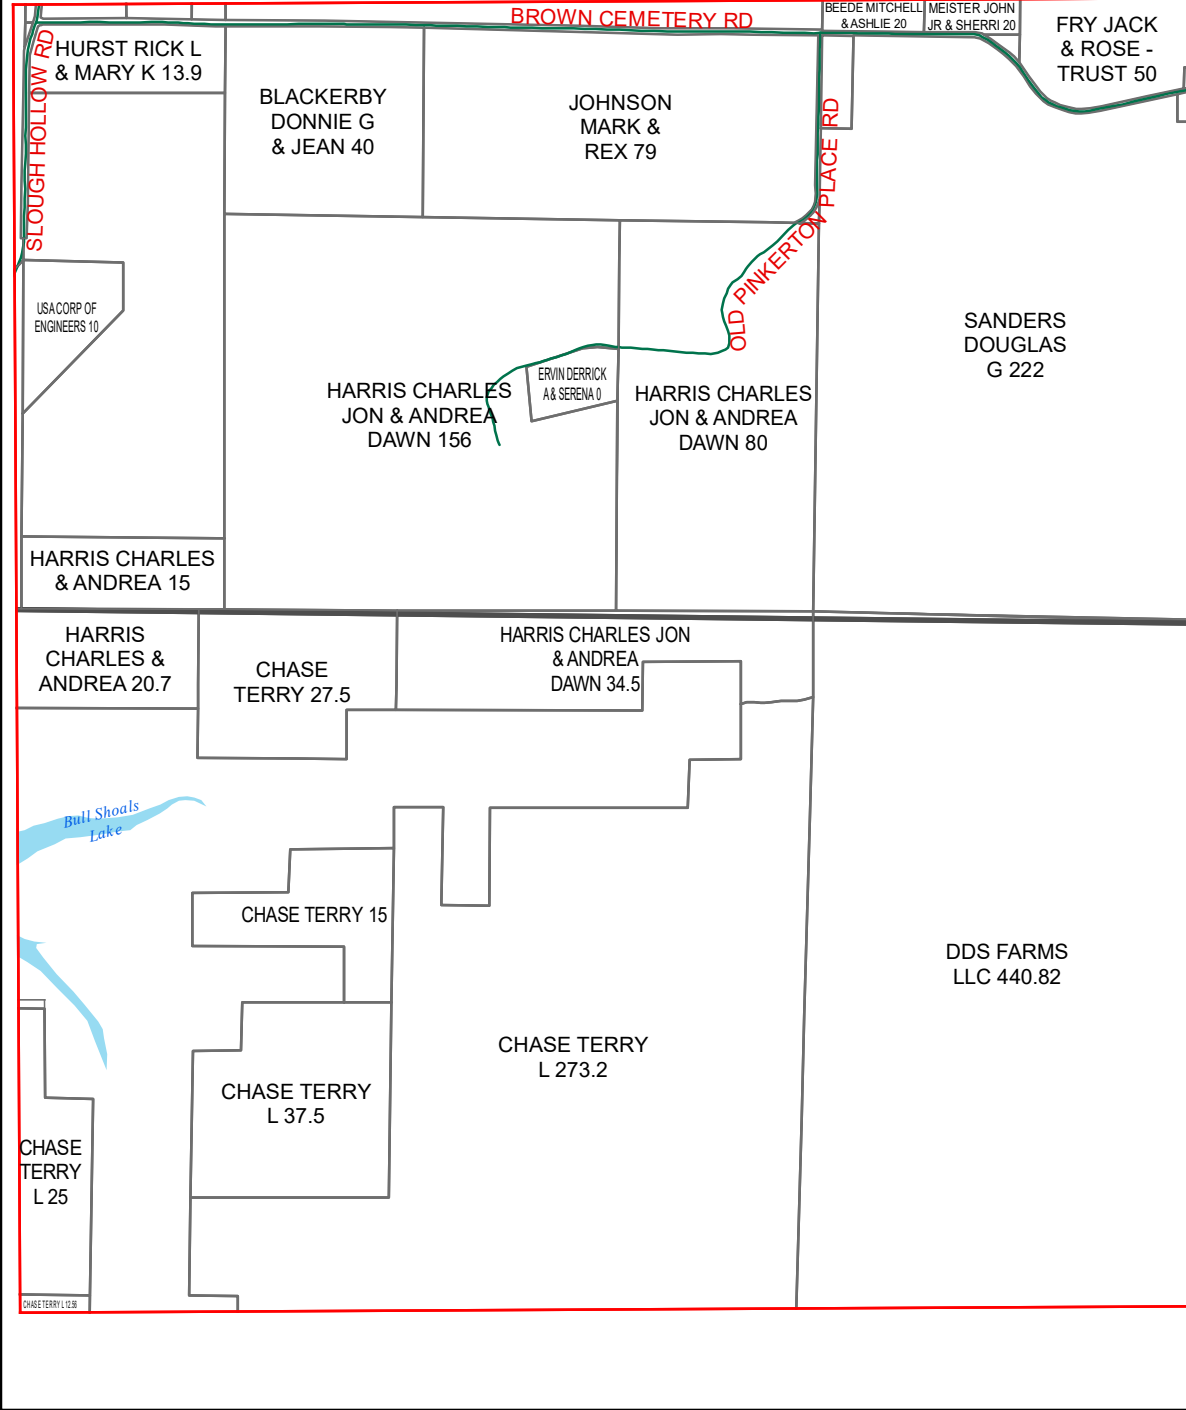 BROWN CEMETERY RD
BEEDE MITCHELL
& ASHLIE 20
MEISTER JOHN
JR & SHERRI 20
FRY JACK
& ROSE -
TRUST 50
SLOUGH HOLLOW RD
HURST RICK L
& MARY K 13.9
BLACKERBY
DONNIE G
& JEAN 40
JOHNSON
MARK &
REX 79
OLD PINKERTON PLACE RD
USA CORP OF
ENGINEERS 10
SANDERS
DOUGLAS
G 222
HARRIS CHARLES
JON & ANDREA
DAWN 156
ERVIN DERRICK
A & SERENA 0
HARRIS CHARLES
JON & ANDREA
DAWN 80
HARRIS CHARLES
& ANDREA 15
HARRIS
CHARLES &
ANDREA 20.7
CHASE
TERRY 27.5
HARRIS CHARLES JON
& ANDREA
DAWN 34.5
Bull Shoals
Lake
CHASE TERRY 15
DDS FARMS
LLC 440.82
CHASE TERRY
L 273.2
CHASE TERRY
L 37.5
CHASE
TERRY
L 25
CHASE TERRY L 12.56